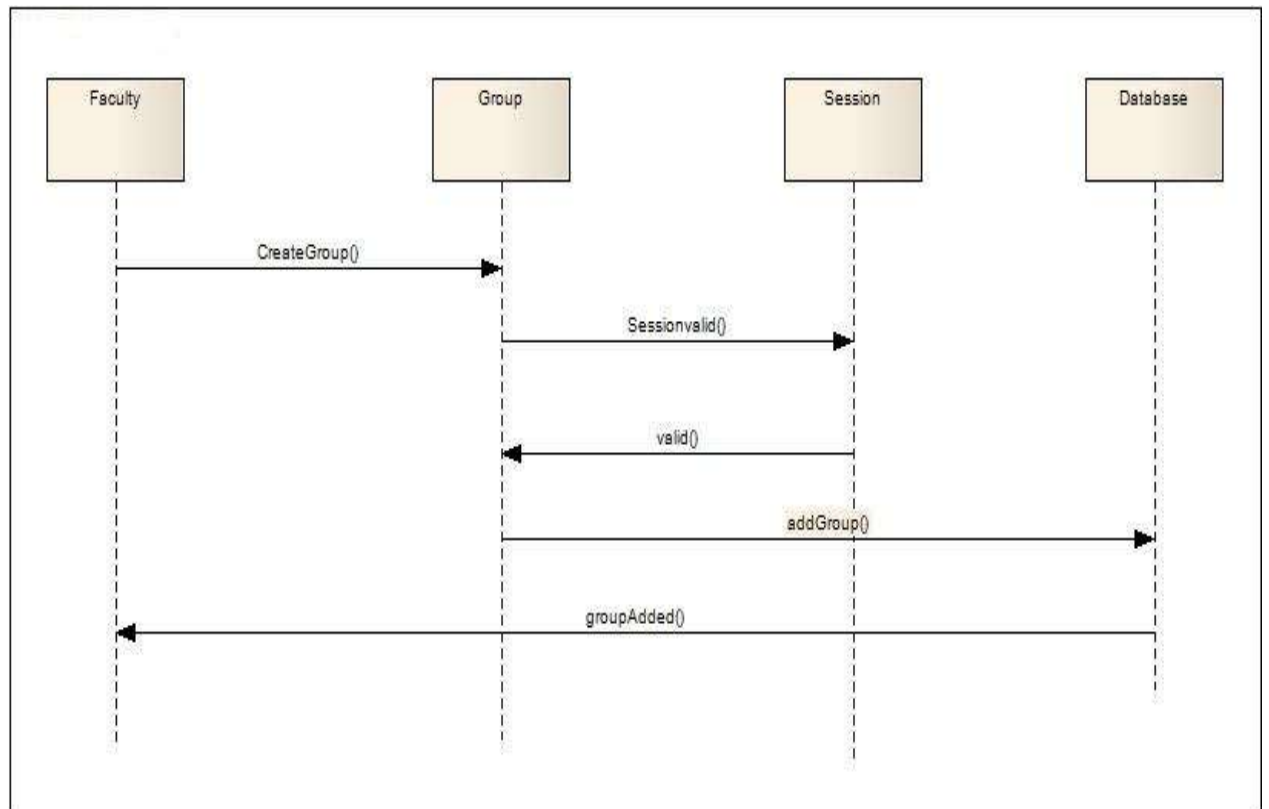 Faculty
Group
Session
Database
CreateGroup()
Sessionvalid()
valid()
addGroup()
groupAdded()